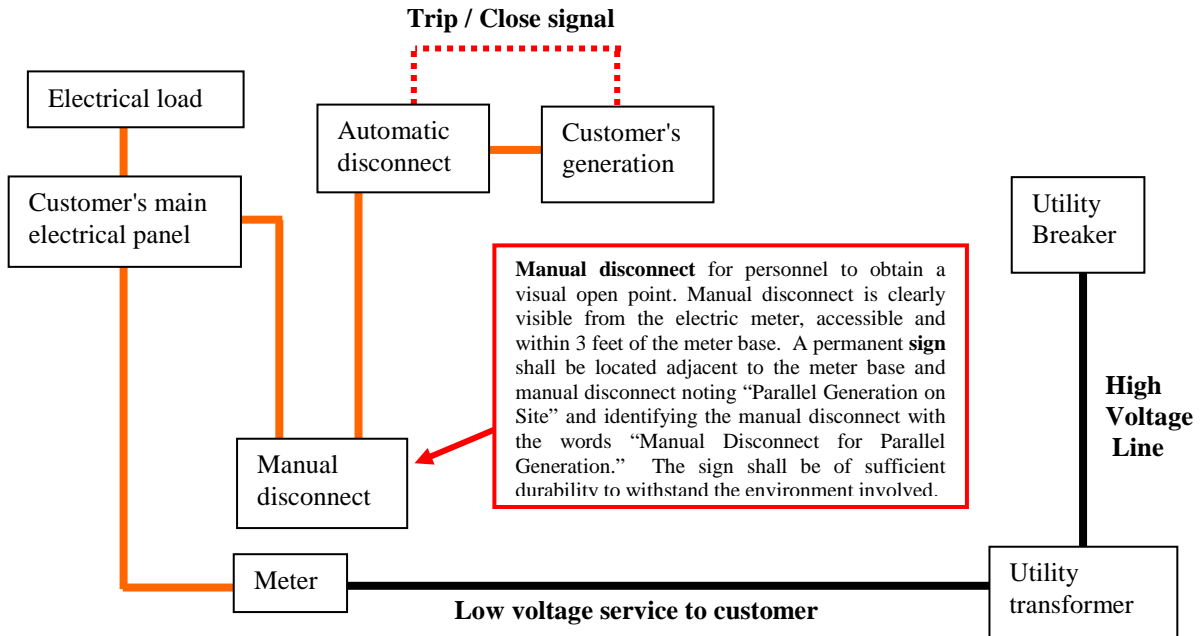 Trip / Close signal
Electrical load
Automatic
disconnect
Customer's
generation
Customer's main
electrical panel
Utility
Breaker
Manual disconnect for personnel to obtain a
visual open point. Manual disconnect is clearly
visible from the electric meter, accessible and
within 3 feet of the meter base. A permanent sign
shall be located adjacent to the meter base and
manual disconnect noting “Parallel Generation on
Site” and identifying the manual disconnect with
the words “Manual Disconnect for Parallel
Generation.” The sign shall be of sufficient
durability to withstand the environment involved.
High
Voltage
Line
Manual
disconnect
Meter
Low voltage service to customer
Utility
transformer